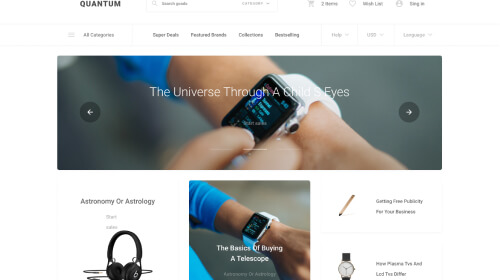 QUANTUM
Search goods
CATEGORY
2 Items
Wish List
Sing in
All Categories
Super Deals
Featured Brands
Collections
Bestselling
Help
USD
Language
The Universe Through A Child S Eyes
Start sales
Astronomy Or Astrology
Start
sales
The Basics Of Buying
A Telescope
Astronomy Or Astrology
Getting Free Publicity
For Your Business
How Plasma Tvs And
Lcd Tvs Differ